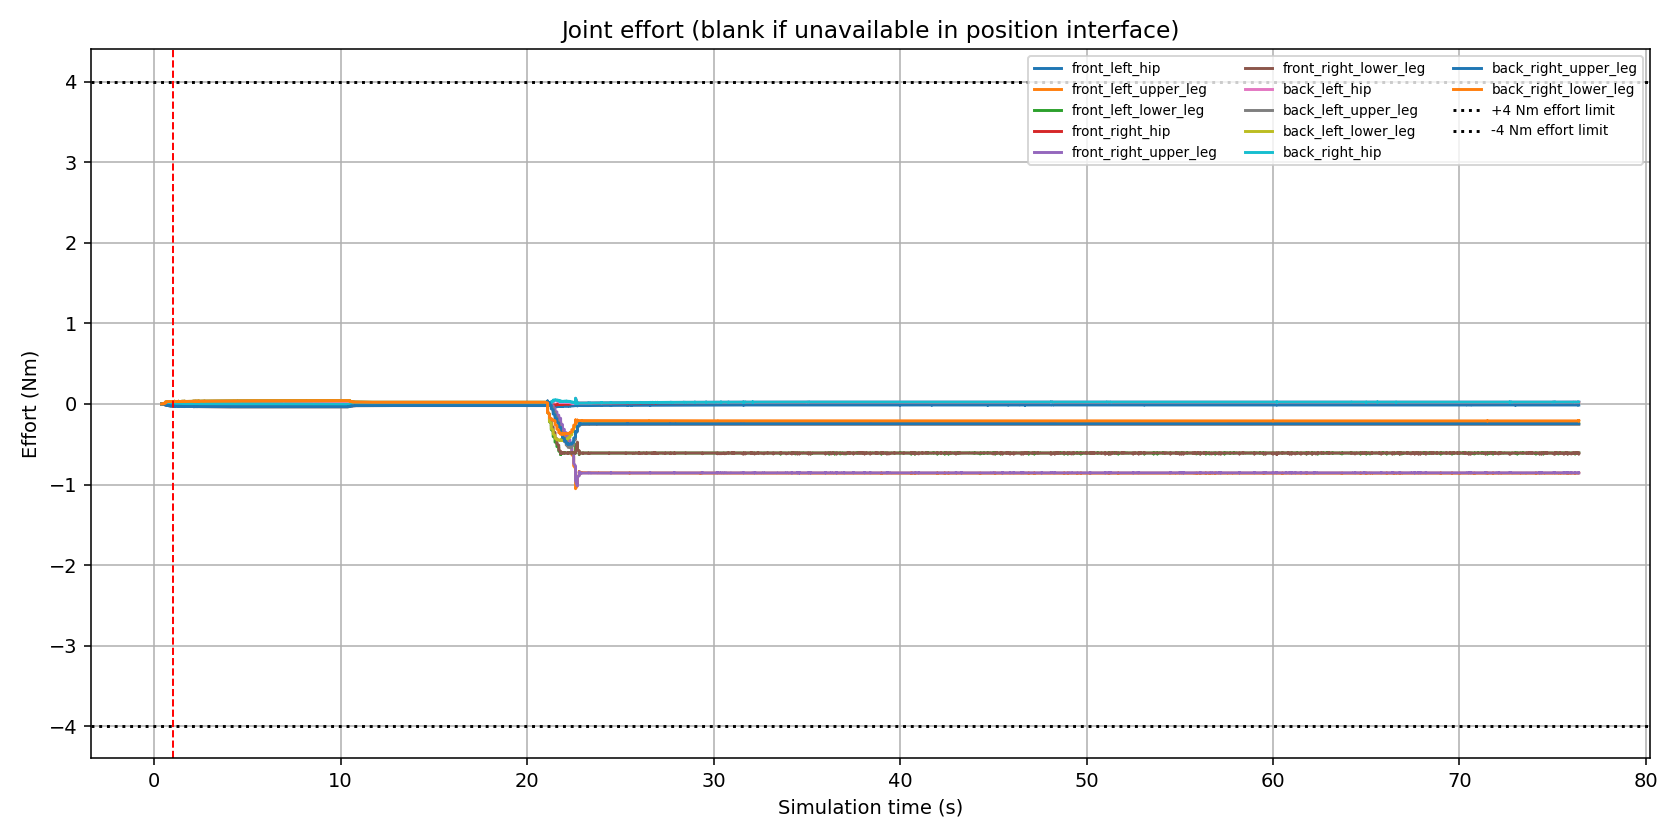 Joint effort (blank if unavailable in position interface)
front_left_hip
front_left_upper_leg
front_left_lower_leg
front_right_hip
front_right_upper_leg
front_right_lower_leg
back_left_hip
back_left_upper_leg
back_left_lower_leg
back_right_hip
back_right_upper_leg
back_right_lower_leg
+4 Nm effort limit
-4 Nm effort limit
Effort (Nm)
4
3
2
1
0
−1
−2
−3
−4
0 10 20 30 40 50 60 70 80
Simulation time (s)